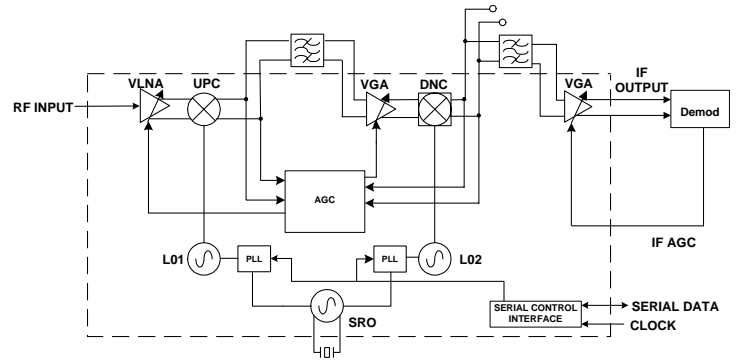 VLNA UPC
VGA DNC
VGA
IF
OUTPUT
RF INPUT
Demod
AGC
IF AGC
L01
PLL
PLL
L02
SRO
SERIAL CONTROL
INTERFACE
SERIAL DATA
CLOCK